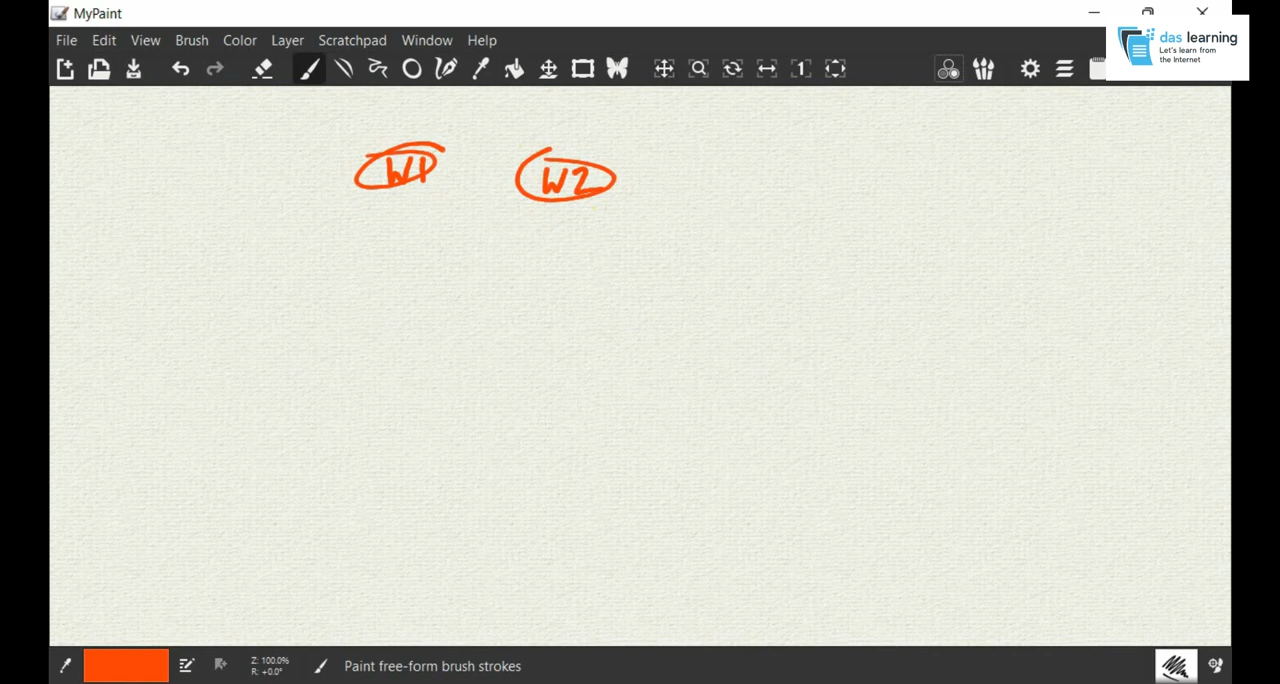 MyPaint
File Edit View Brush Color Layer Scratchpad Window Help
das learning
Let's learn from
the Internet
W1 W2
Z: 100.0%
R: +0.0°
Paint free-form brush strokes